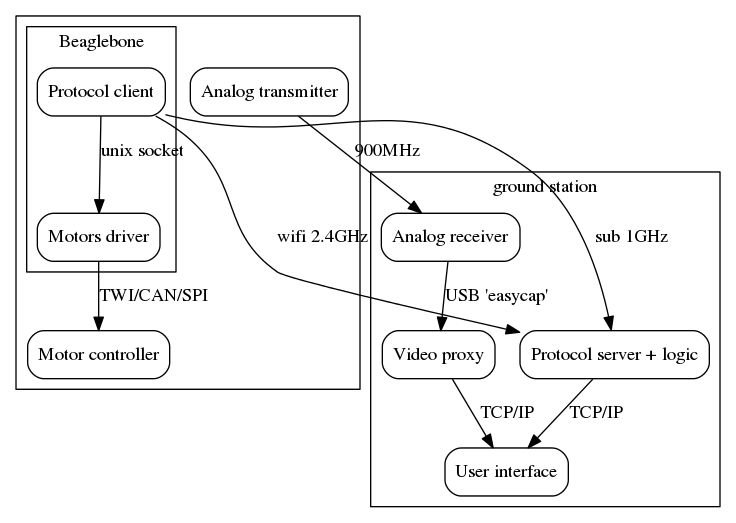 Beaglebone
Protocol client
Analog transmitter
unix socket
900MHz
ground station
Motors driver
wifi 2.4GHz
Analog receiver
sub 1GHz
TWI/CAN/SPI
USB 'easycap'
Motor controller
Video proxy
Protocol server + logic
TCP/IP
TCP/IP
User interface